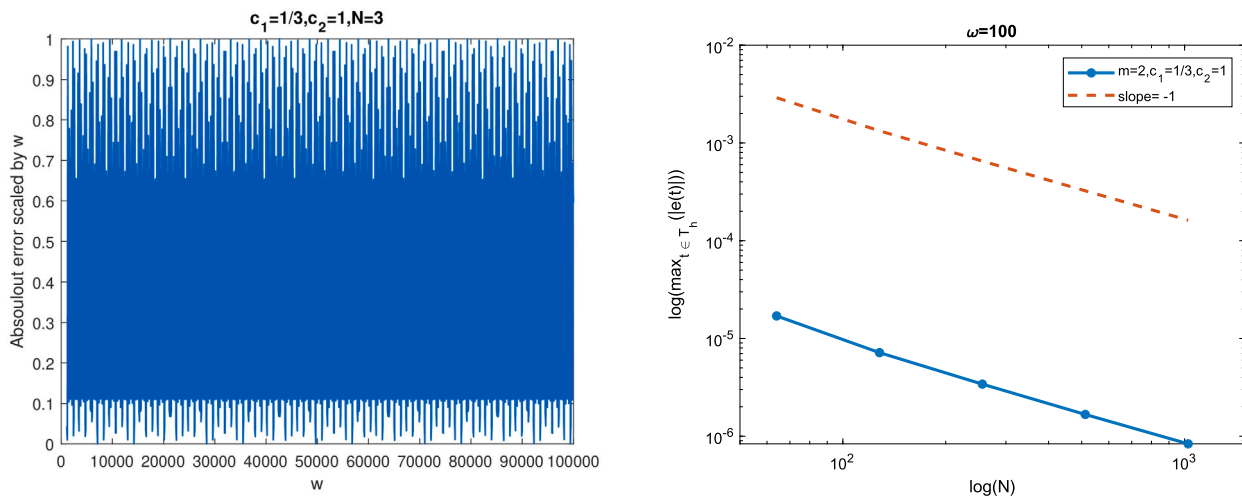 c₁=1/3,c₂=1,N=3
1
0.9
0.8
0.7
0.6
0.5
0.4
0.3
0.2
0.1
0
Absoulout error scaled by w
0 10000 20000 30000 40000 50000 60000 70000 80000 90000 100000
w
ω=100
10⁻²
10⁻³
10⁻⁴
10⁻⁵
10⁻⁶
log(max_{t ∈ T_h}(|e(t)|))
m=2,c₁=1/3,c₂=1
slope= -1
10² 10³
log(N)